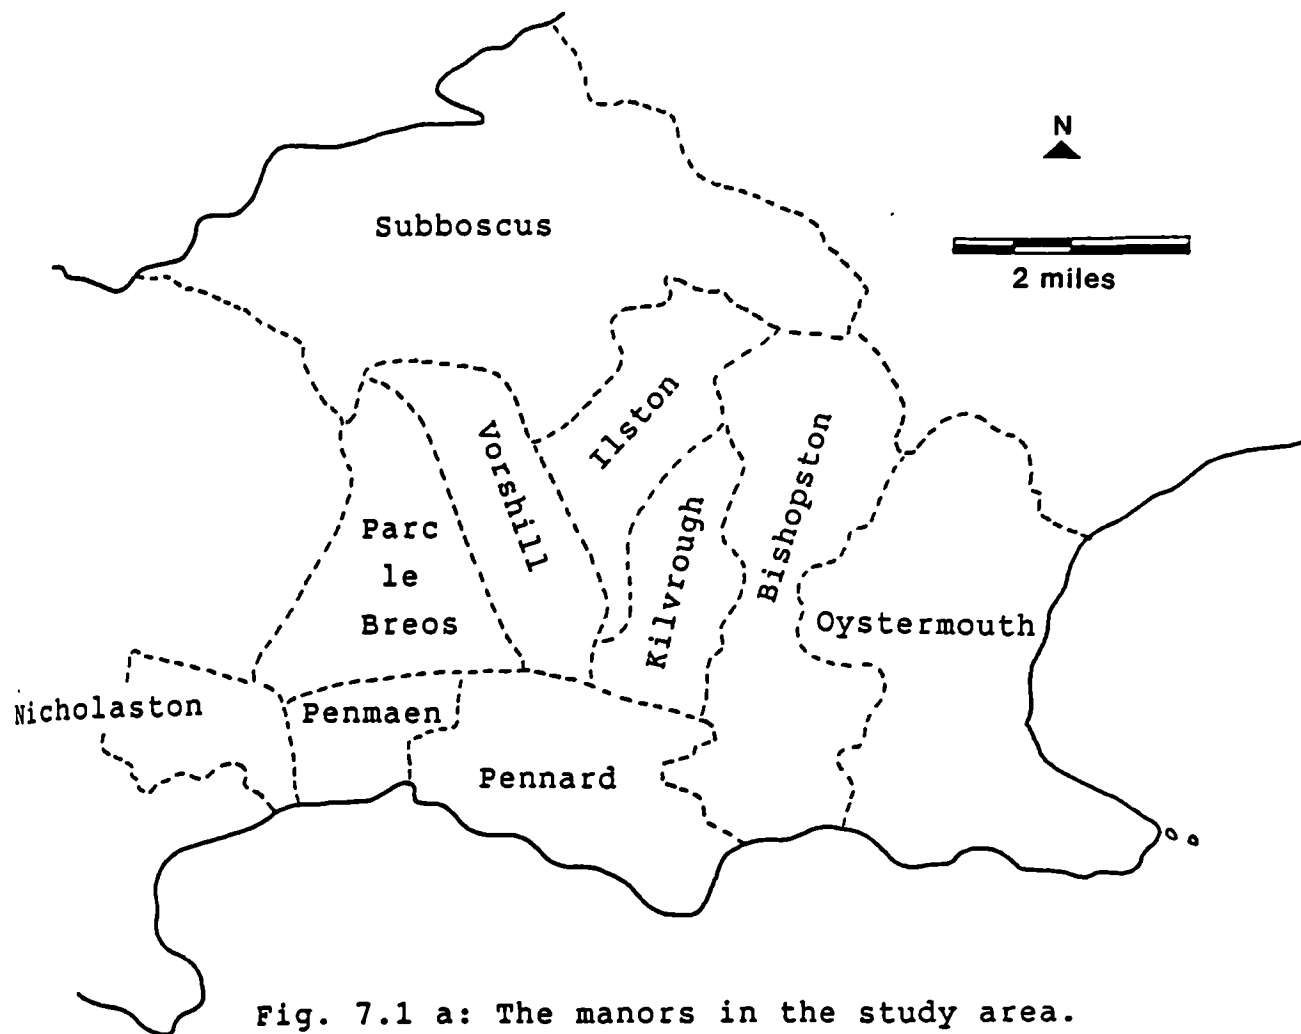 N
Subboscus
2 miles
Ilston
Vorshill
Bishopston
Parc
le
Breos
Kilvrough
Oystermouth
Nicholaston
Penmaen
Pennard
Fig. 7.1 a: The manors in the study area.